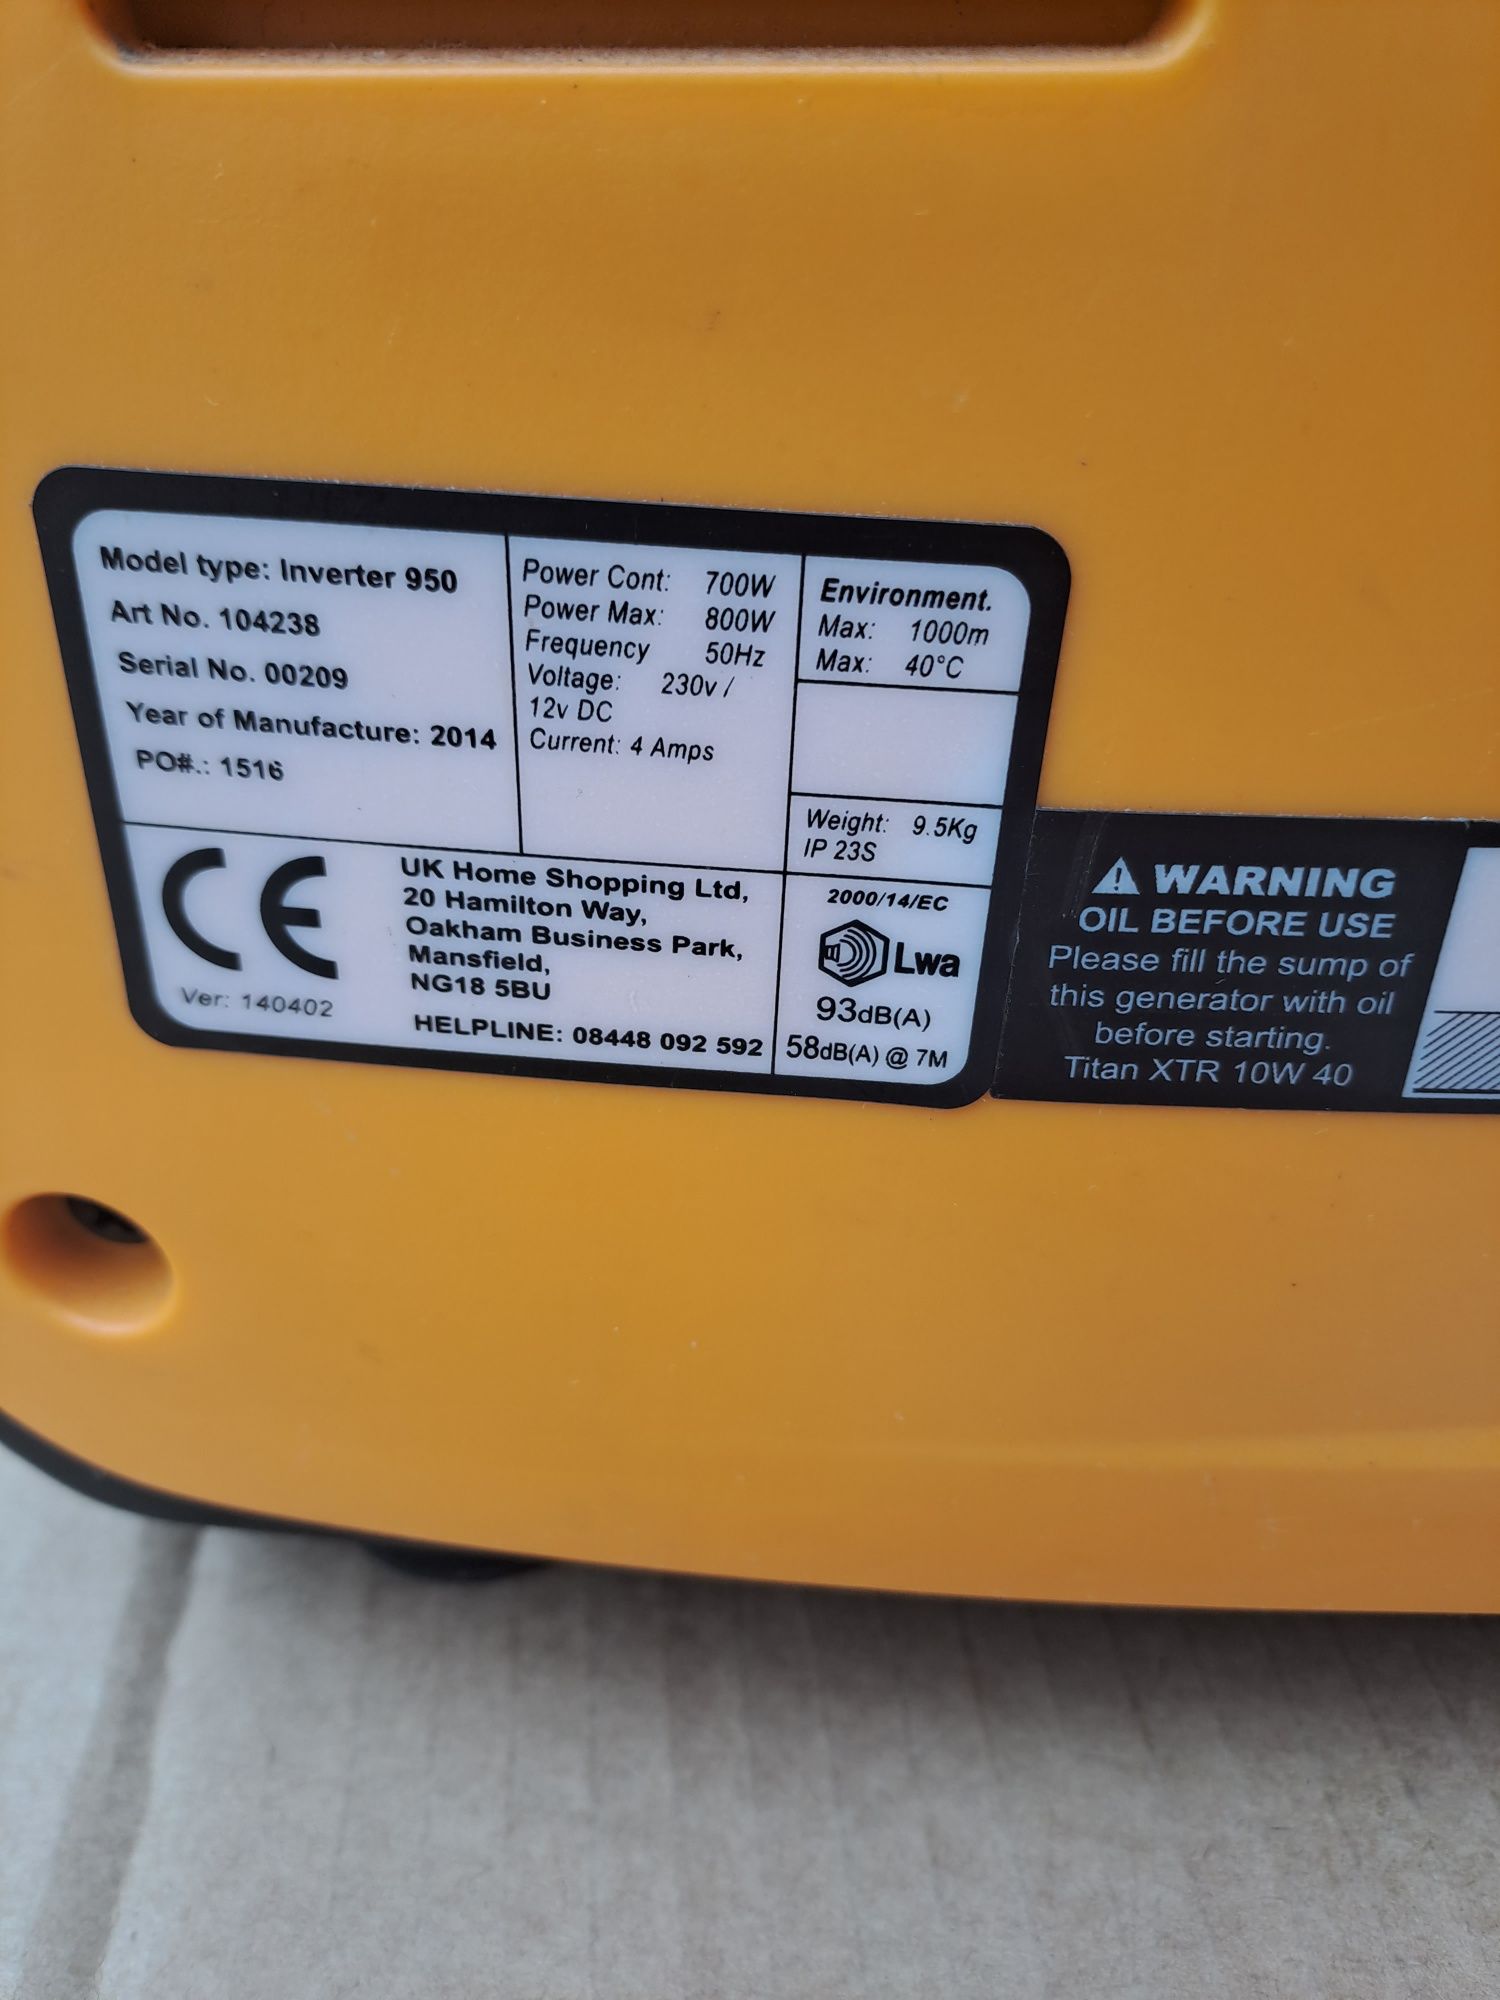 Model type: Inverter 950
Art No. 104238
Serial No. 00209
Year of Manufacture: 2014
PO#.: 1516
Power Cont: 700W
Power Max: 800W
Frequency 50Hz
Voltage: 230v /
12v DC
Current: 4 Amps
Environment.
Max: 1000m
Max: 40°C
Weight: 9.5Kg
IP 23S
CE
Ver: 140402
UK Home Shopping Ltd,
20 Hamilton Way,
Oakham Business Park,
Mansfield,
NG18 5BU
HELPLINE: 08448 092 592
2000/14/EC
Lwa
93dB(A)
58dB(A) @ 7M
WARNING
OIL BEFORE USE
Please fill the sump of
this generator with oil
before starting.
Titan XTR 10W 40